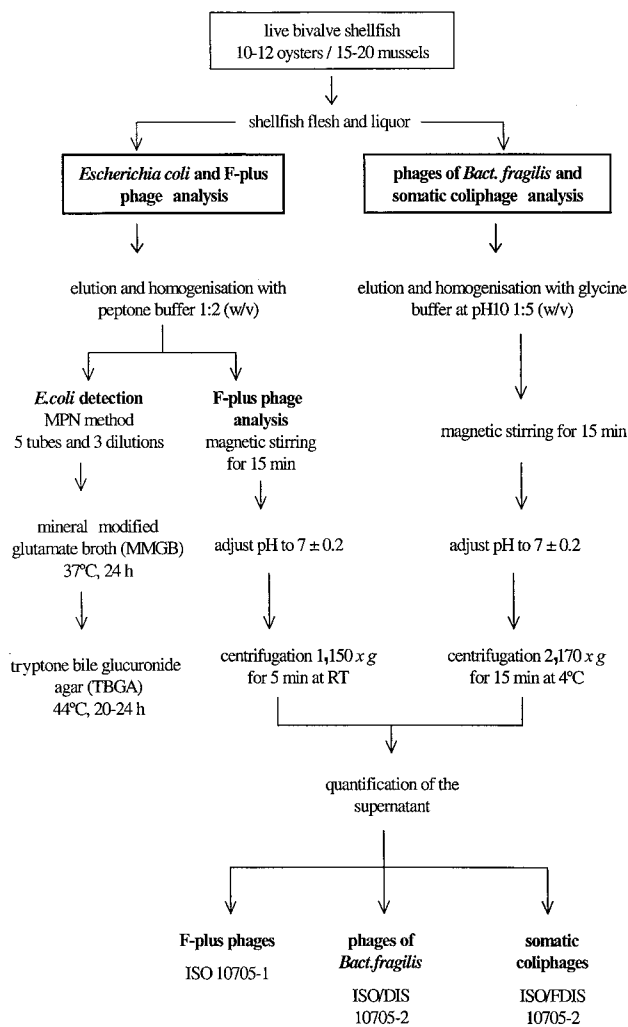 live bivalve shellfish
10-12 oysters / 15-20 mussels
shellfish flesh and liquor
Escherichia coli and F-plus
phage analysis
phages of Bact. fragilis and
somatic coliphage analysis
elution and homogenisation with
peptone buffer 1:2 (w/v)
elution and homogenisation with glycine
buffer at pH10 1:5 (w/v)
E.coli detection
MPN method
5 tubes and 3 dilutions
F-plus phage
analysis
magnetic stirring
for 15 min
magnetic stirring for 15 min
mineral modified
glutamate broth (MMGB)
37ºC, 24 h
adjust pH to 7 ± 0.2
adjust pH to 7 ± 0.2
tryptone bile glucuronide
agar (TBGA)
44ºC, 20-24 h
centrifugation 1,150 x g
for 5 min at RT
centrifugation 2,170 x g
for 15 min at 4ºC
quantification of the
supernatant
F-plus phages
ISO 10705-1
phages of
Bact.fragilis
ISO/DIS
10705-2
somatic
coliphages
ISO/FDIS
10705-2